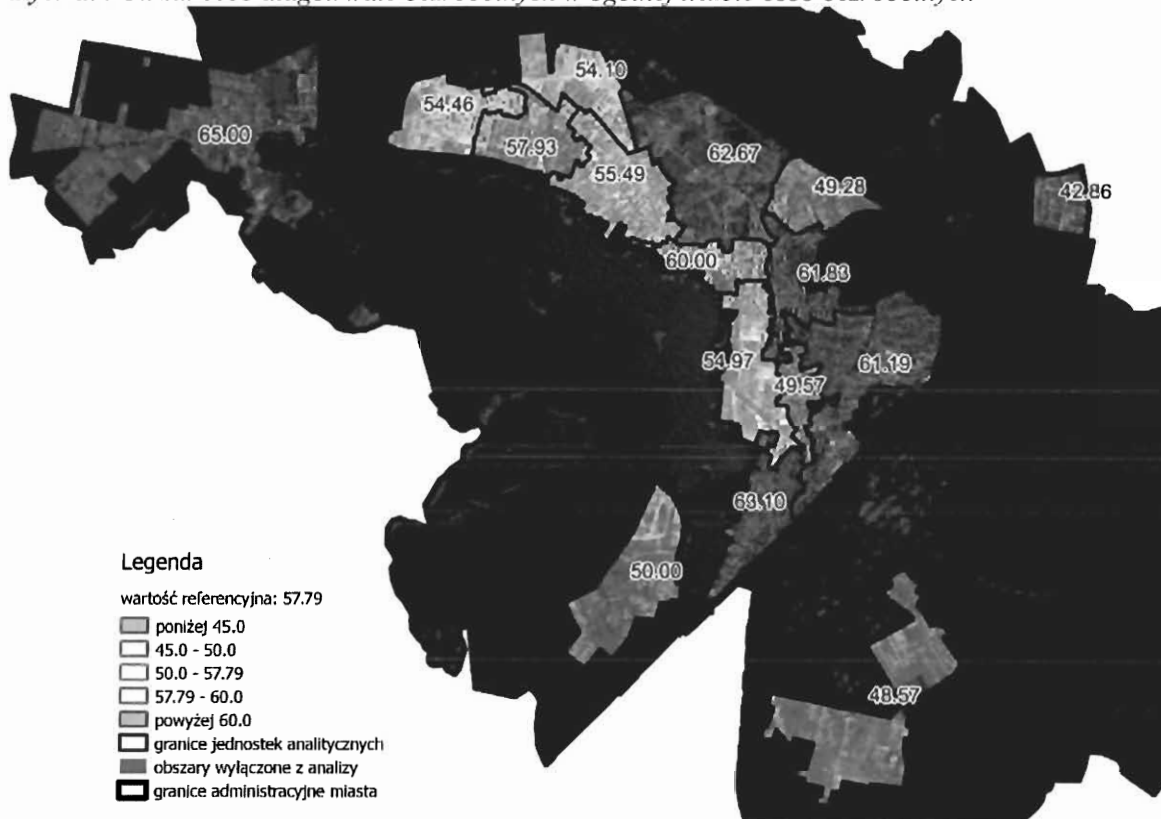 54.10
54.46
65.00
57.93
62.67
55.49
49.28
42.86
60.00
61.83
54.97
61.19
49.57
63.10
50.00
48.57
Legenda
wartość referencyjna: 57.79
poniżej 45.0
45.0 - 50.0
50.0 - 57.79
57.79 - 60.0
powyżej 60.0
granice jednostek analitycznych
obszary wyłączone z analizy
granice administracyjne miasta